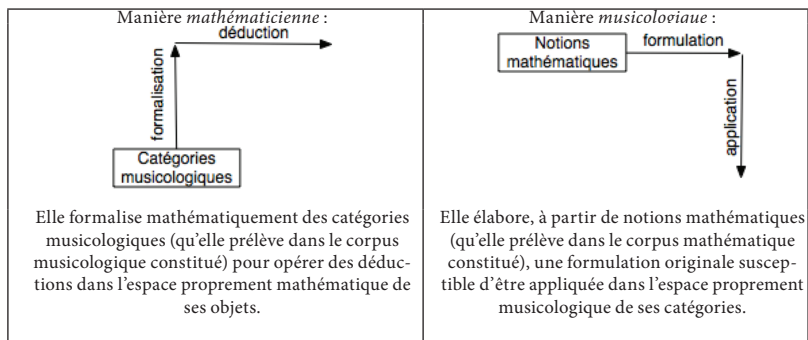 Manière mathématicienne :
déduction
formalisation
Catégories
musicologiques
Elle formalise mathématiquement des catégories
musicologiques (qu’elle prélève dans le corpus
musicologique constitué) pour opérer des déduc-
tions dans l’espace proprement mathématique de
ses objets.
Manière musicologique :
Notions
mathématiques
formulation
application
Elle élabore, à partir de notions mathématiques
(qu’elle prélève dans le corpus mathématique
constitué), une formulation originale suscep-
tible d’être appliquée dans l’espace proprement
musicologique de ses catégories.